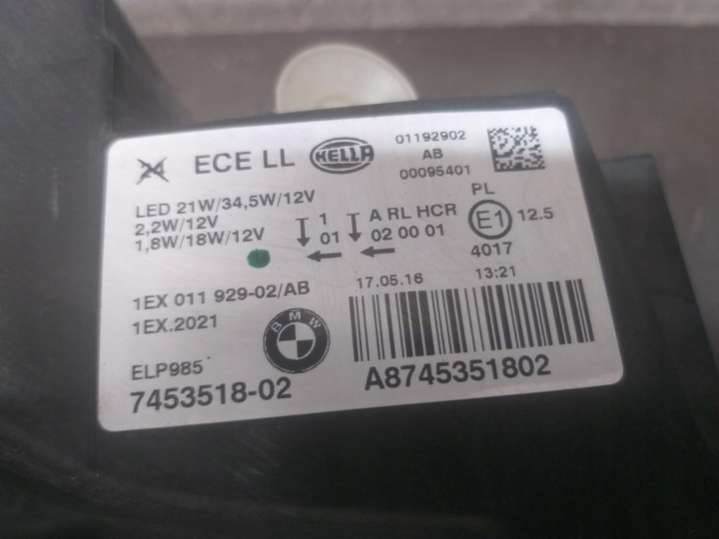 24 ECE LL HELLA 01192902
AB
00095401
LED 21W/34,5W/12V
2,2W/12V
1,8W/18W/12V
1 A RL HCR
01 02 00 01
PL
E1 12.5
4017
17.05.16 13:21
1EX 011 929-02/AB
1EX.2021
BMW
ELP985
7453518-02
A8745351802